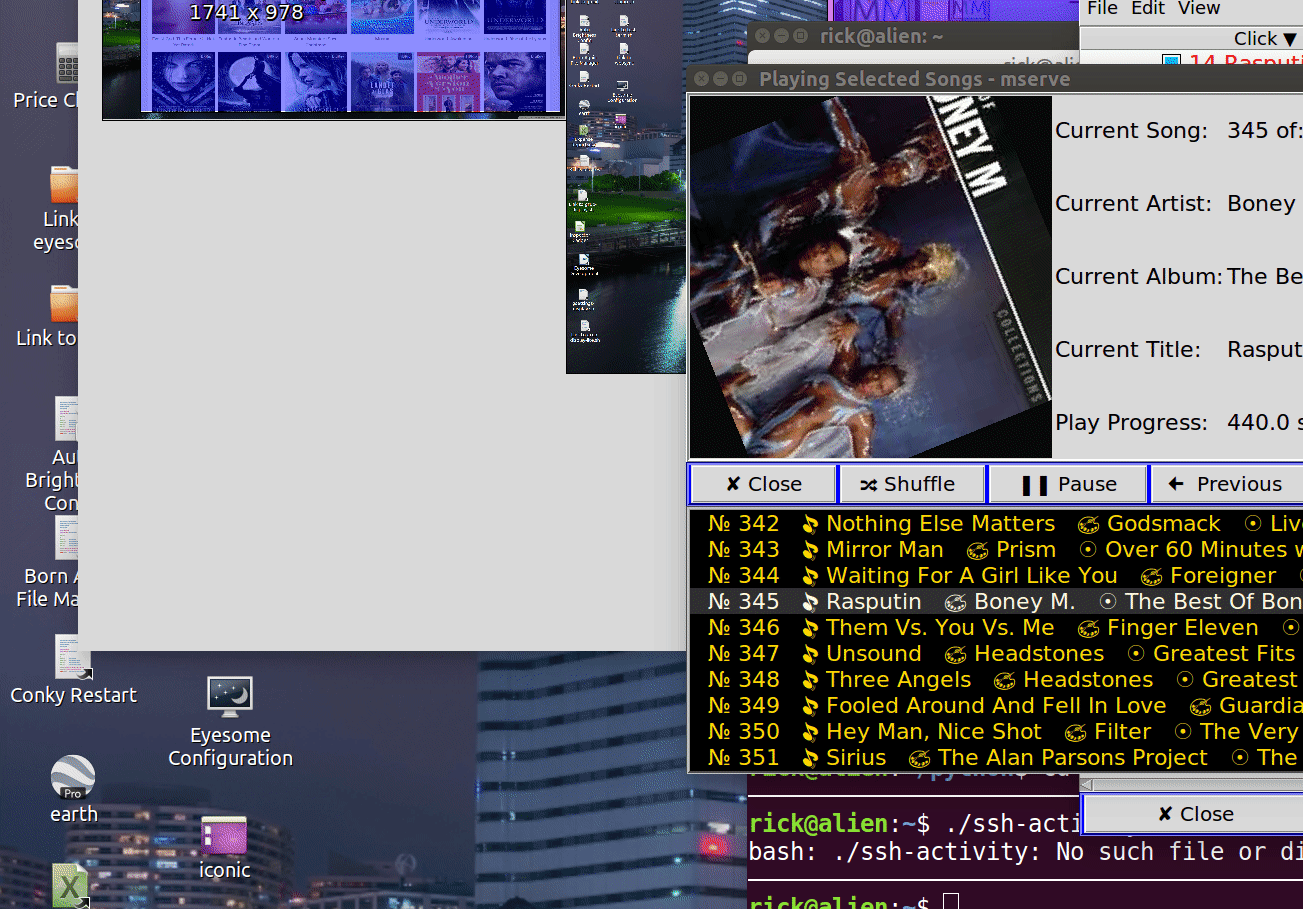 1741 x 978
File Edit View
Click ▼
rick@alien: ~
Playing Selected Songs - mserve
ONEY M
COLLECTIONS
Current Song: 345 of
Current Artist: Boney
Current Album: The Be
Current Title: Rasput
Play Progress: 440.0 s
✘ Close
🔀 Shuffle
❚❚ Pause
🡰 Previous
№ 342 Nothing Else Matters Godsmack ☉ Liv
№ 343 Mirror Man Prism ☉ Over 60 Minutes w
№ 344 Waiting For A Girl Like You Foreigner
№ 345 Rasputin Boney M. ☉ The Best Of Bon
№ 346 Them Vs. You Vs. Me Finger Eleven ☉
№ 347 Unsound Headstones ☉ Greatest Fits
№ 348 Three Angels Headstones ☉ Greatest
№ 349 Fooled Around And Fell In Love Guardia
№ 350 Hey Man, Nice Shot Filter ☉ The Very
№ 351 Sirius The Alan Parsons Project ☉ The
✘ Close
rick@alien:~$ ./ssh-acti
bash: ./ssh-activity: No such file or di
rick@alien:~$
Price C
Link
eyeso
Link to
Au
Bright
Con
Born A
File Ma
Conky Restart
Eyesome
Configuration
Pro
earth
iconic